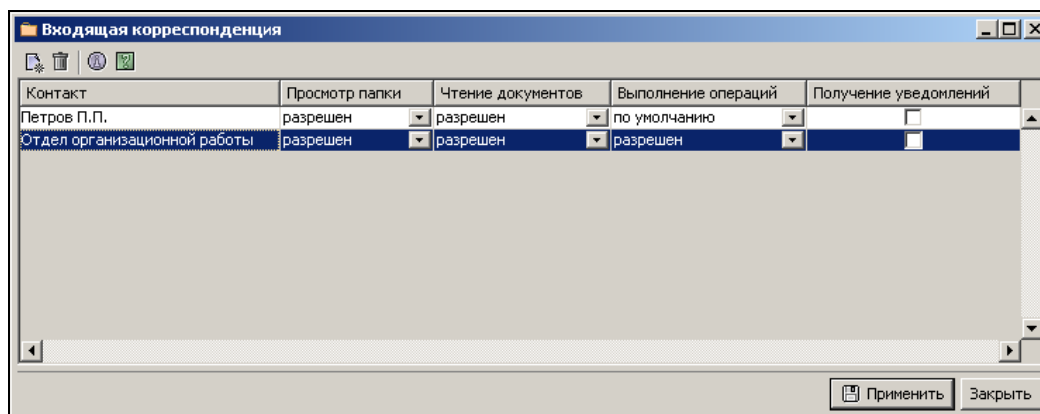 Входящая корреспонденция
Контакт Просмотр папки Чтение документов Выполнение операций Получение уведомлений
Петров П.П. разрешен разрешен по умолчанию
Отдел организационной работы разрешен разрешен разрешен
Применить Закрыть